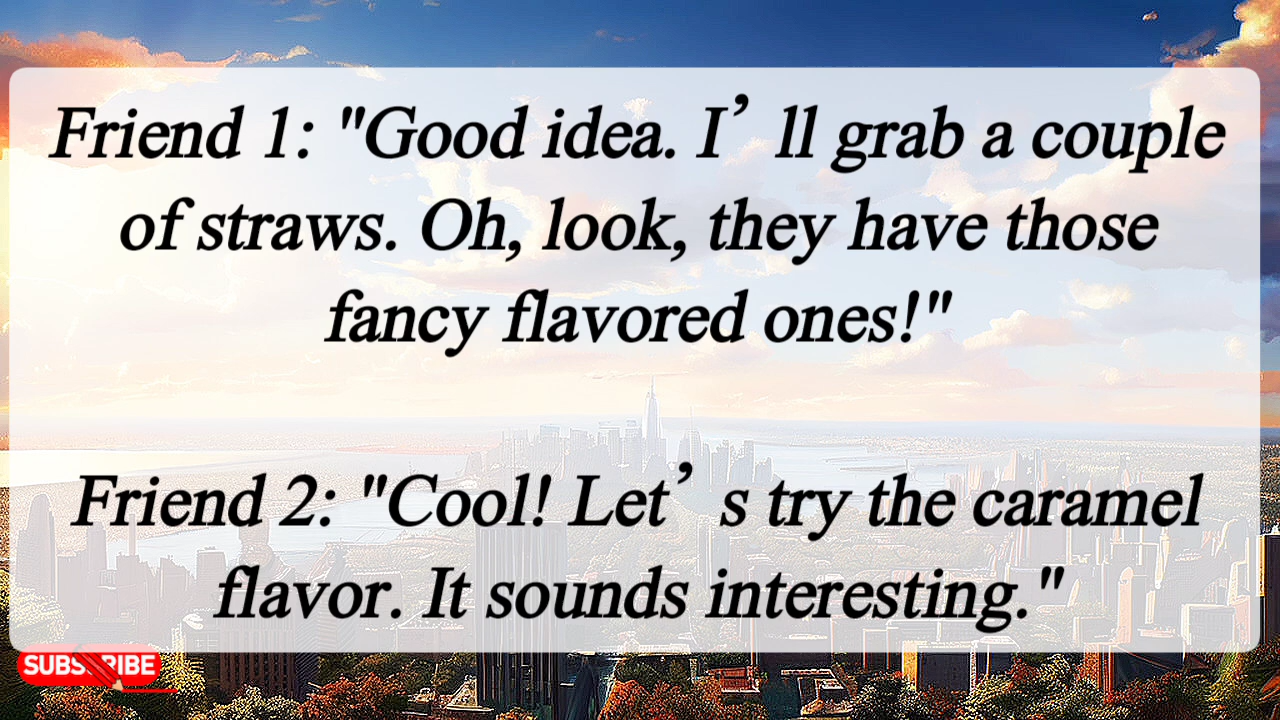 Friend 1: "Good idea. I’ll grab a couple
of straws. Oh, look, they have those
fancy flavored ones!"
Friend 2: "Cool! Let’s try the caramel
flavor. It sounds interesting."